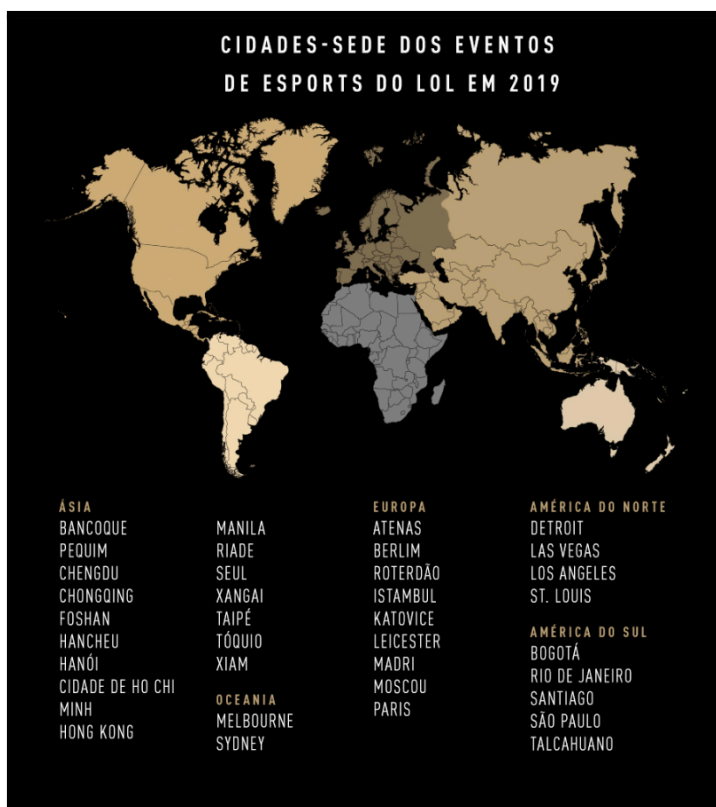 CIDADES-SEDE DOS EVENTOS
DE ESPORTS DO LOL EM 2019
ÁSIA
BANCOQUE
PEQUIM
CHENGDU
CHONGQING
FOSHAN
HANCHEU
HANÓI
CIDADE DE HO CHI
MINH
HONG KONG
MANILA
RIADE
SEUL
XANGAI
TAIPÉ
TÓQUIO
XIAM
OCEANIA
MELBOURNE
SYDNEY
EUROPA
ATENAS
BERLIM
ROTERDÃO
ISTAMBUL
KATOVICE
LEICESTER
MADRI
MOSCOU
PARIS
AMÉRICA DO NORTE
DETROIT
LAS VEGAS
LOS ANGELES
ST. LOUIS
AMÉRICA DO SUL
BOGOTÁ
RIO DE JANEIRO
SANTIAGO
SÃO PAULO
TALCAHUANO